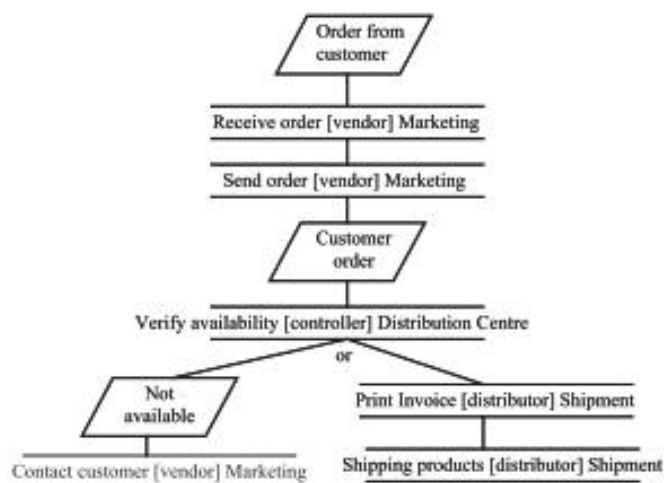 Order from
customer
Receive order [vendor] Marketing
Send order [vendor] Marketing
Customer
order
Verify availability [controller] Distribution Centre
or
Not
available
Print Invoice [distributor] Shipment
Contact customer [vendor] Marketing
Shipping products [distributor] Shipment